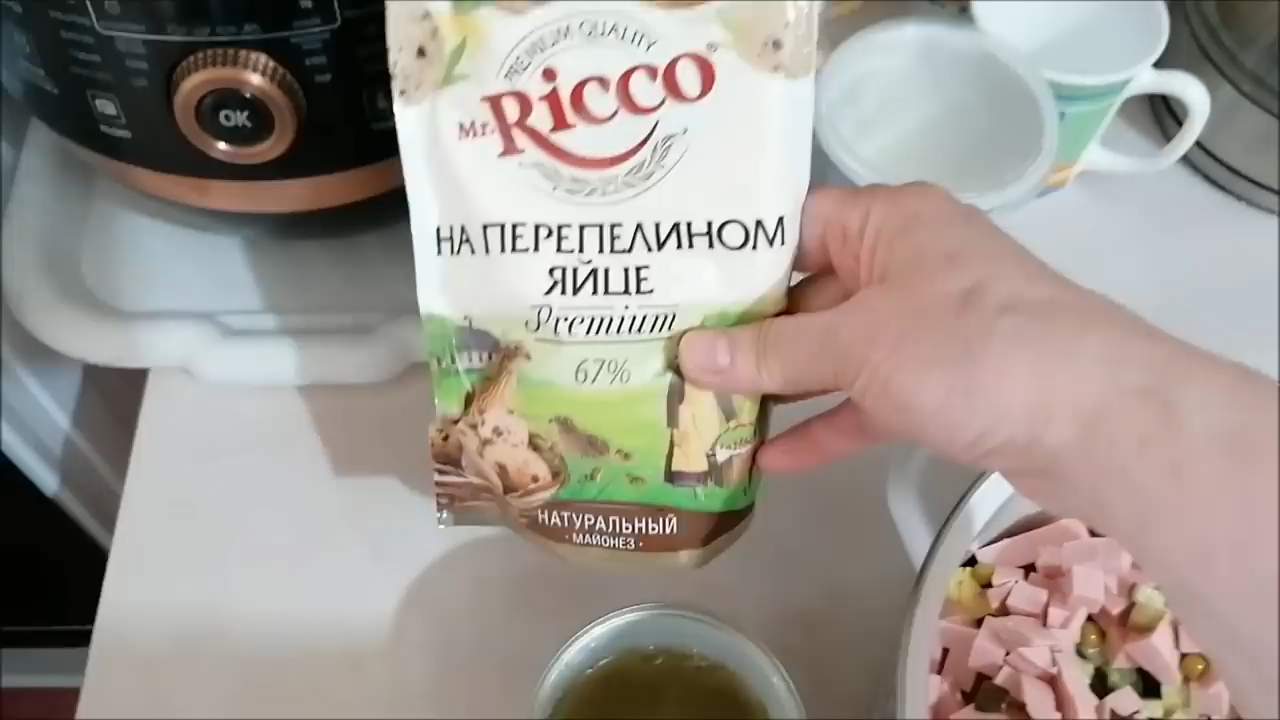 PREMIUM QUALITY
Mr. Ricco®
НА ПЕРЕПЕЛИНОМ
ЯЙЦЕ
Premium
67%
НАТУРАЛЬНЫЙ
· МАЙОНЕЗ ·
OK